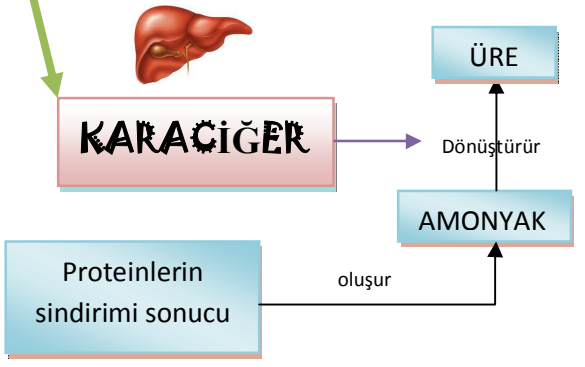 ÜRE
KARACİĞER
Dönüştürür
AMONYAK
Proteinlerin
sindirimi sonucu
oluşur